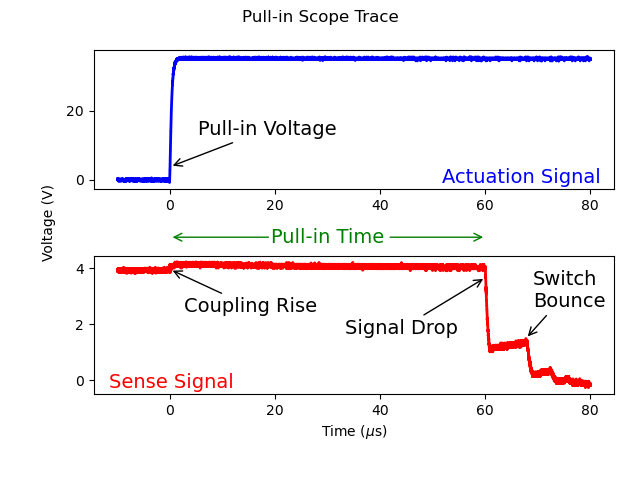 Pull-in Scope Trace
20
0
Pull-in Voltage
Actuation Signal
0
20
40
60
80
Voltage (V)
Pull-in Time
4
2
0
Coupling Rise
Signal Drop
Switch
Bounce
Sense Signal
0
20
40
60
80
Time (μs)